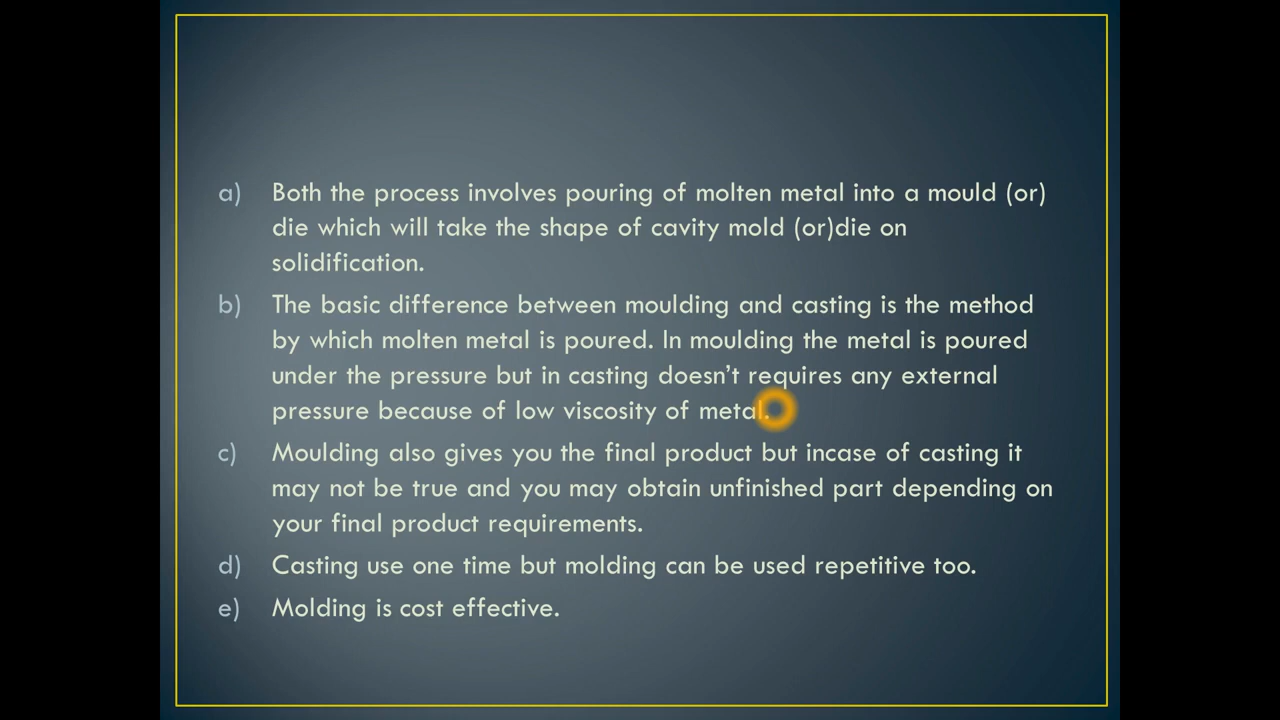 a) Both the process involves pouring of molten metal into a mould (or)
die which will take the shape of cavity mold (or)die on
solidification.
b) The basic difference between moulding and casting is the method
by which molten metal is poured. In moulding the metal is poured
under the pressure but in casting doesn’t requires any external
pressure because of low viscosity of metal.
c) Moulding also gives you the final product but incase of casting it
may not be true and you may obtain unfinished part depending on
your final product requirements.
d) Casting use one time but molding can be used repetitive too.
e) Molding is cost effective.